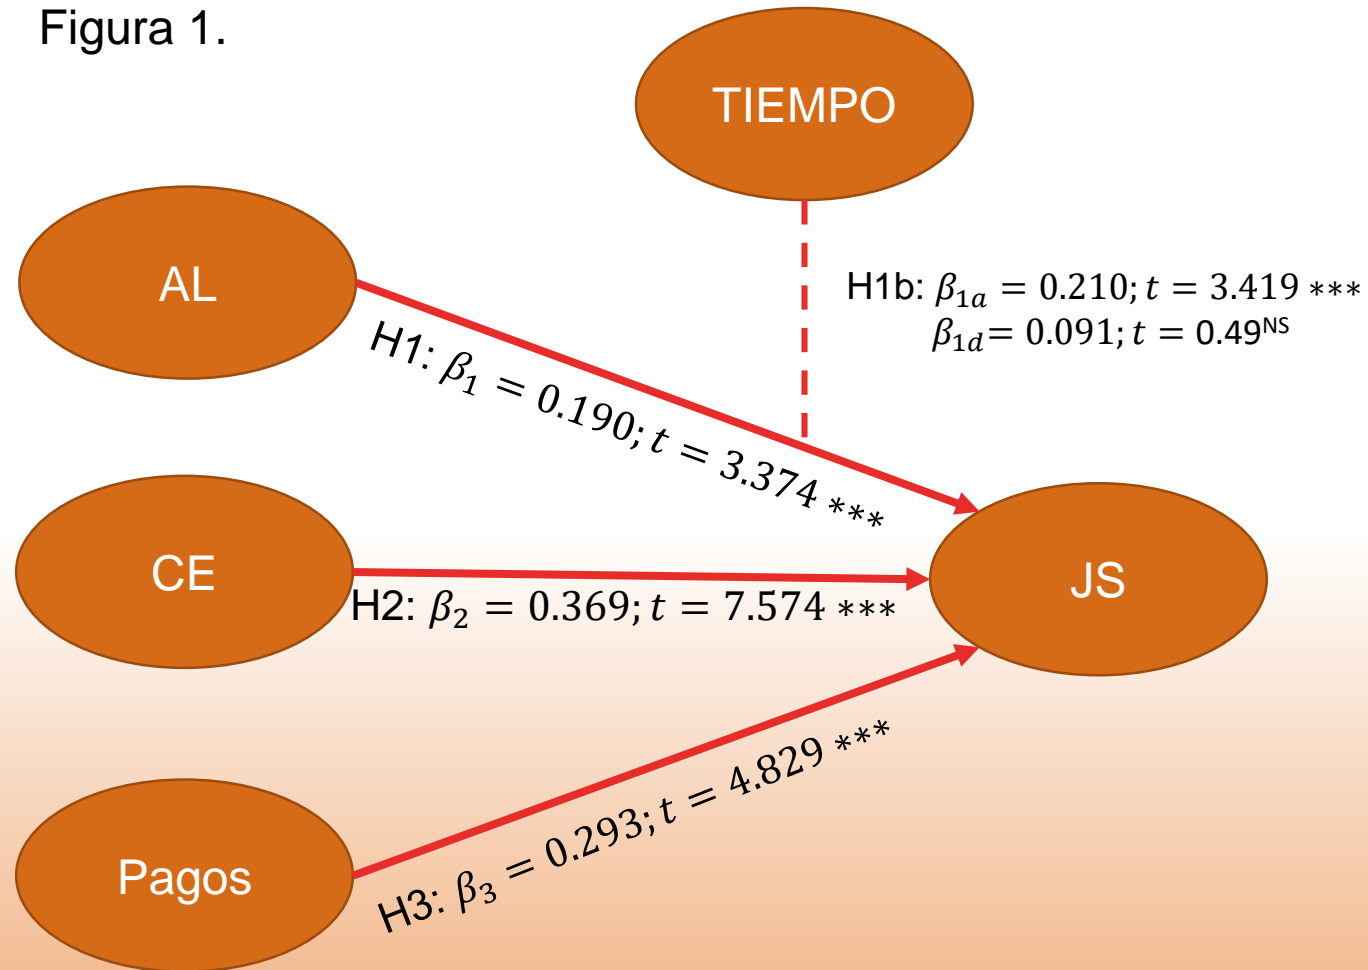 Figura 1.
TIEMPO
AL
H1b: β1a = 0.210; t = 3.419 ***
β1d= 0.091; t = 0.49NS
H1: β1 = 0.190; t = 3.374 ***
CE
JS
H2: β2 = 0.369; t = 7.574 ***
Pagos
H3: β3 = 0.293; t = 4.829 ***